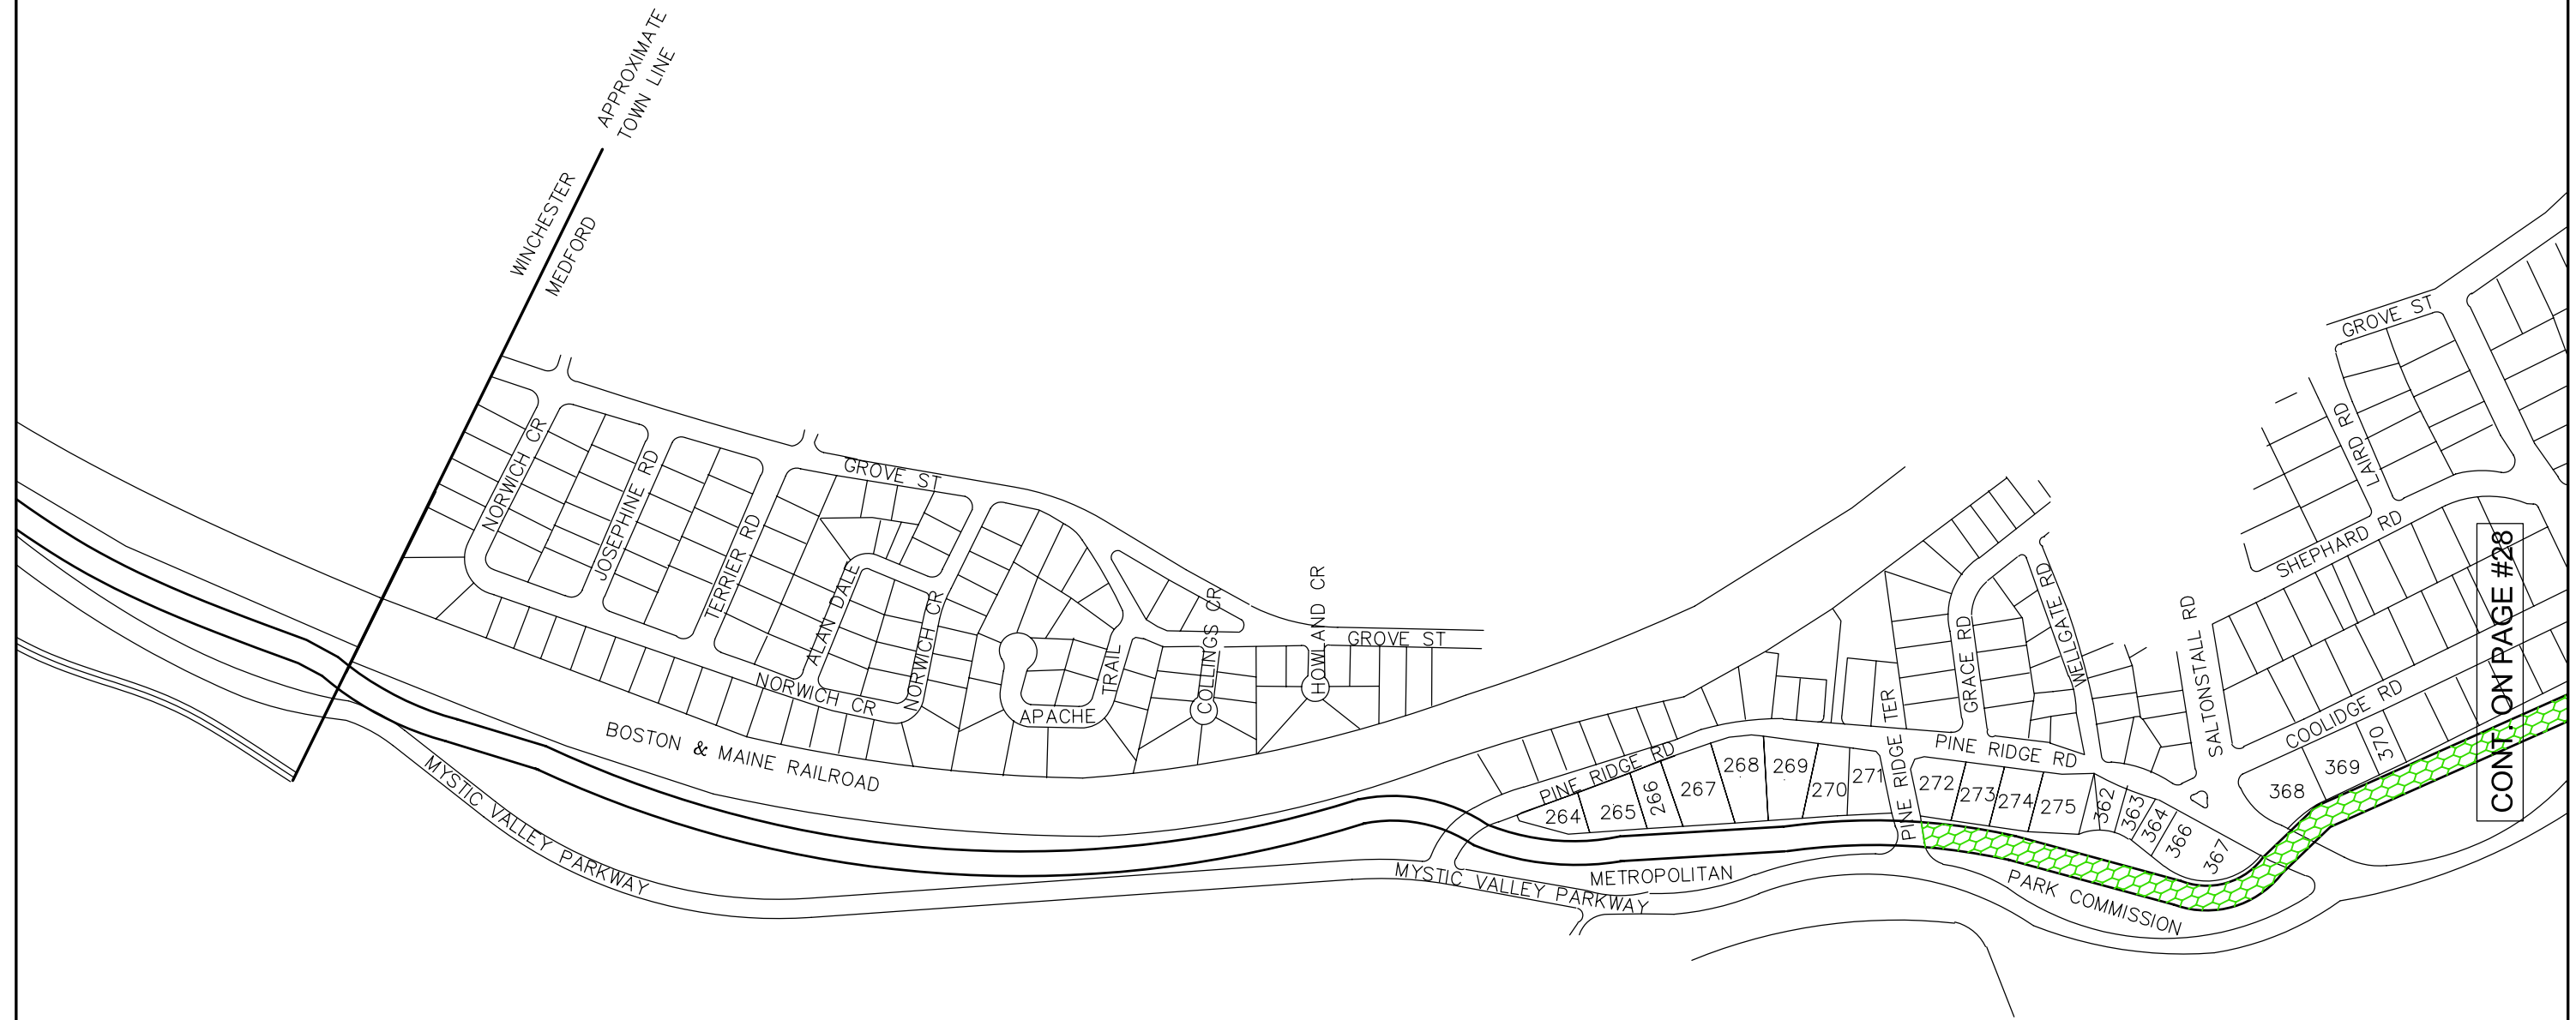 APPROXIMATE
TOWN LINE
WINCHESTER
MEDFORD
NORWICH CR
JOSEPHINE RD
TERRIER RD
GROVE ST
ALAN DALE
NORWICH CR
NORWICH CR
APACHE
TRAIL
COLLINGS CR
HOWLAND CR
GROVE ST
BOSTON & MAINE RAILROAD
MYSTIC VALLEY PARKWAY
MYSTIC VALLEY PARKWAY
METROPOLITAN
PARK COMMISSION
PINE RIDGE RD
264
265
266
267
268
269
270
271
PINE RIDGE TER
272
273
274
275
PINE RIDGE RD
GRACE RD
WELLGATE RD
362
363
364
366
367
SALTONSTALL RD
368
369
370
COOLIDGE RD
SHEPHARD RD
LAIRD RD
GROVE ST
CONT. ON PAGE #28